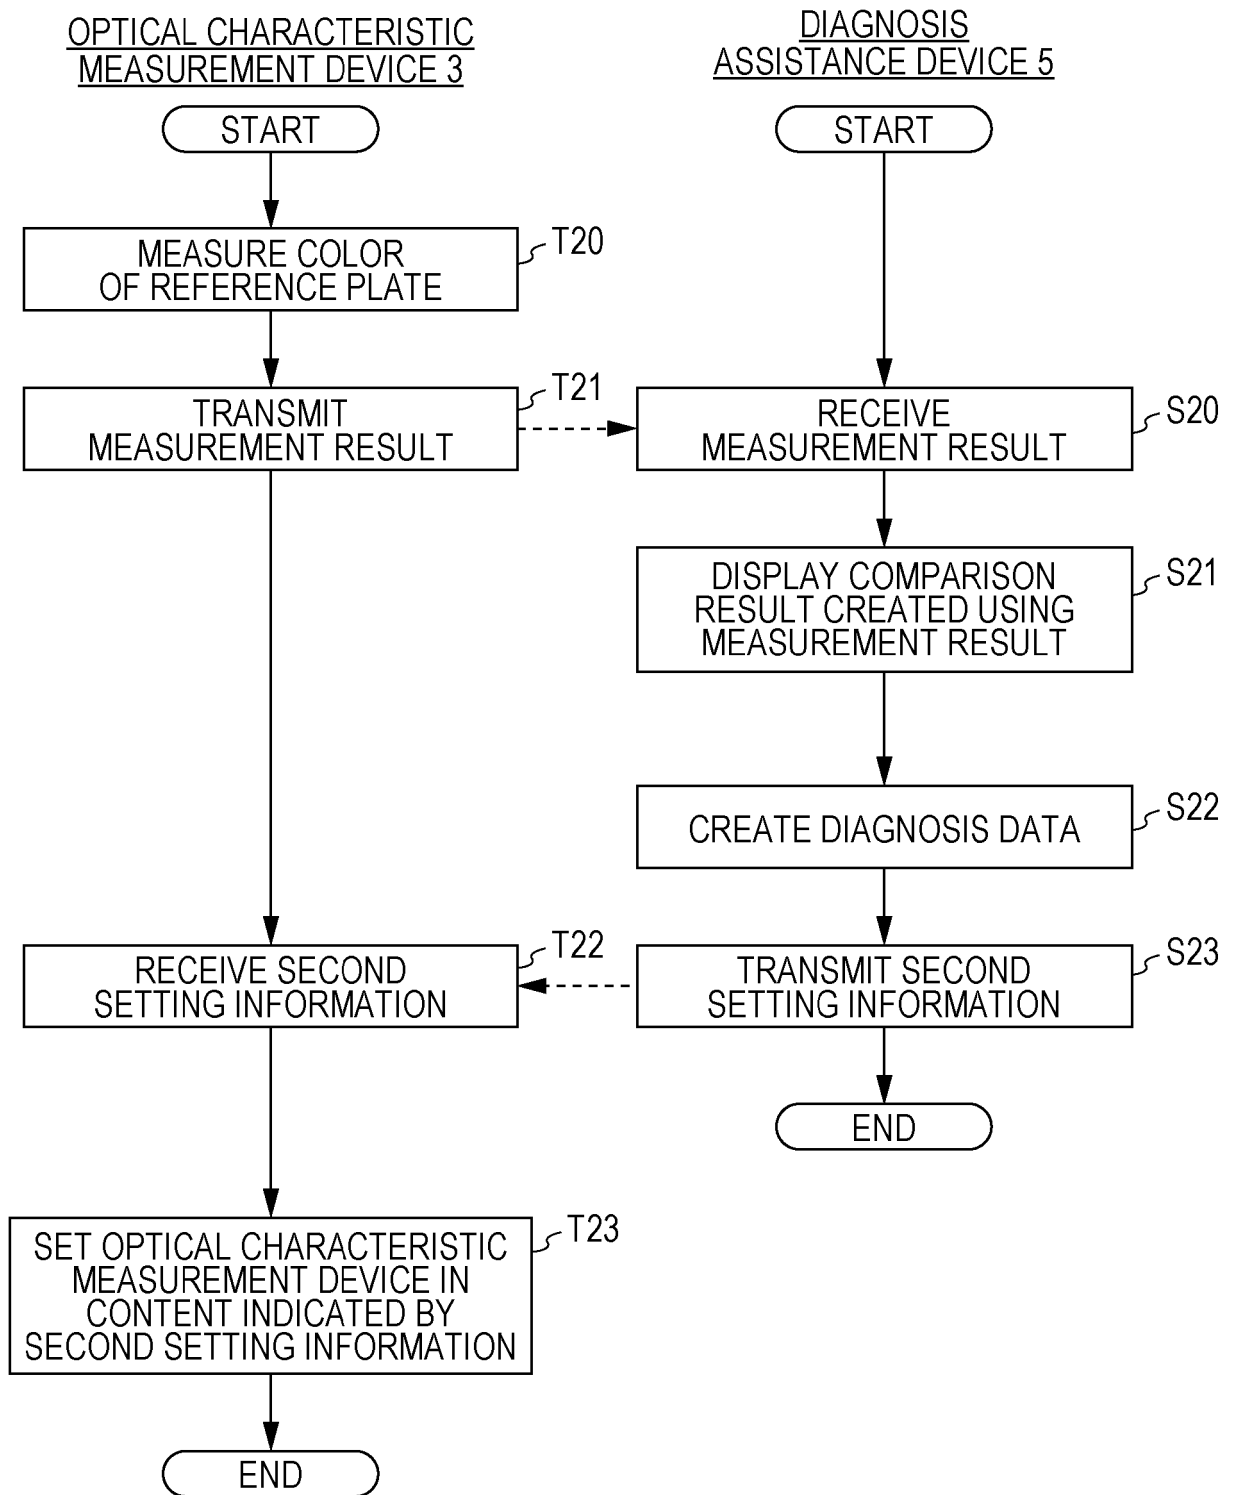 OPTICAL CHARACTERISTIC
MEASUREMENT DEVICE 3
START
MEASURE COLOR
OF REFERENCE PLATE
T20
TRANSMIT
MEASUREMENT RESULT
T21
RECEIVE SECOND
SETTING INFORMATION
T22
SET OPTICAL CHARACTERISTIC
MEASUREMENT DEVICE IN
CONTENT INDICATED BY
SECOND SETTING INFORMATION
T23
END
DIAGNOSIS
ASSISTANCE DEVICE 5
START
RECEIVE
MEASUREMENT RESULT
S20
DISPLAY COMPARISON
RESULT CREATED USING
MEASUREMENT RESULT
S21
CREATE DIAGNOSIS DATA
S22
TRANSMIT SECOND
SETTING INFORMATION
S23
END